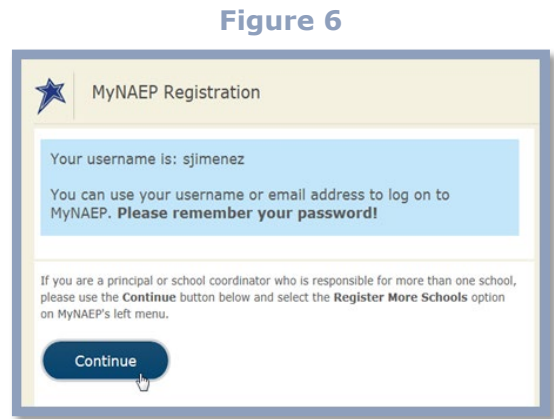 Figure 6
MyNAEP Registration
Your username is: sjimenez
You can use your username or email address to log on to
MyNAEP. Please remember your password!
If you are a principal or school coordinator who is responsible for more than one school,
please use the Continue button below and select the Register More Schools option
on MyNAEP's left menu.
Continue